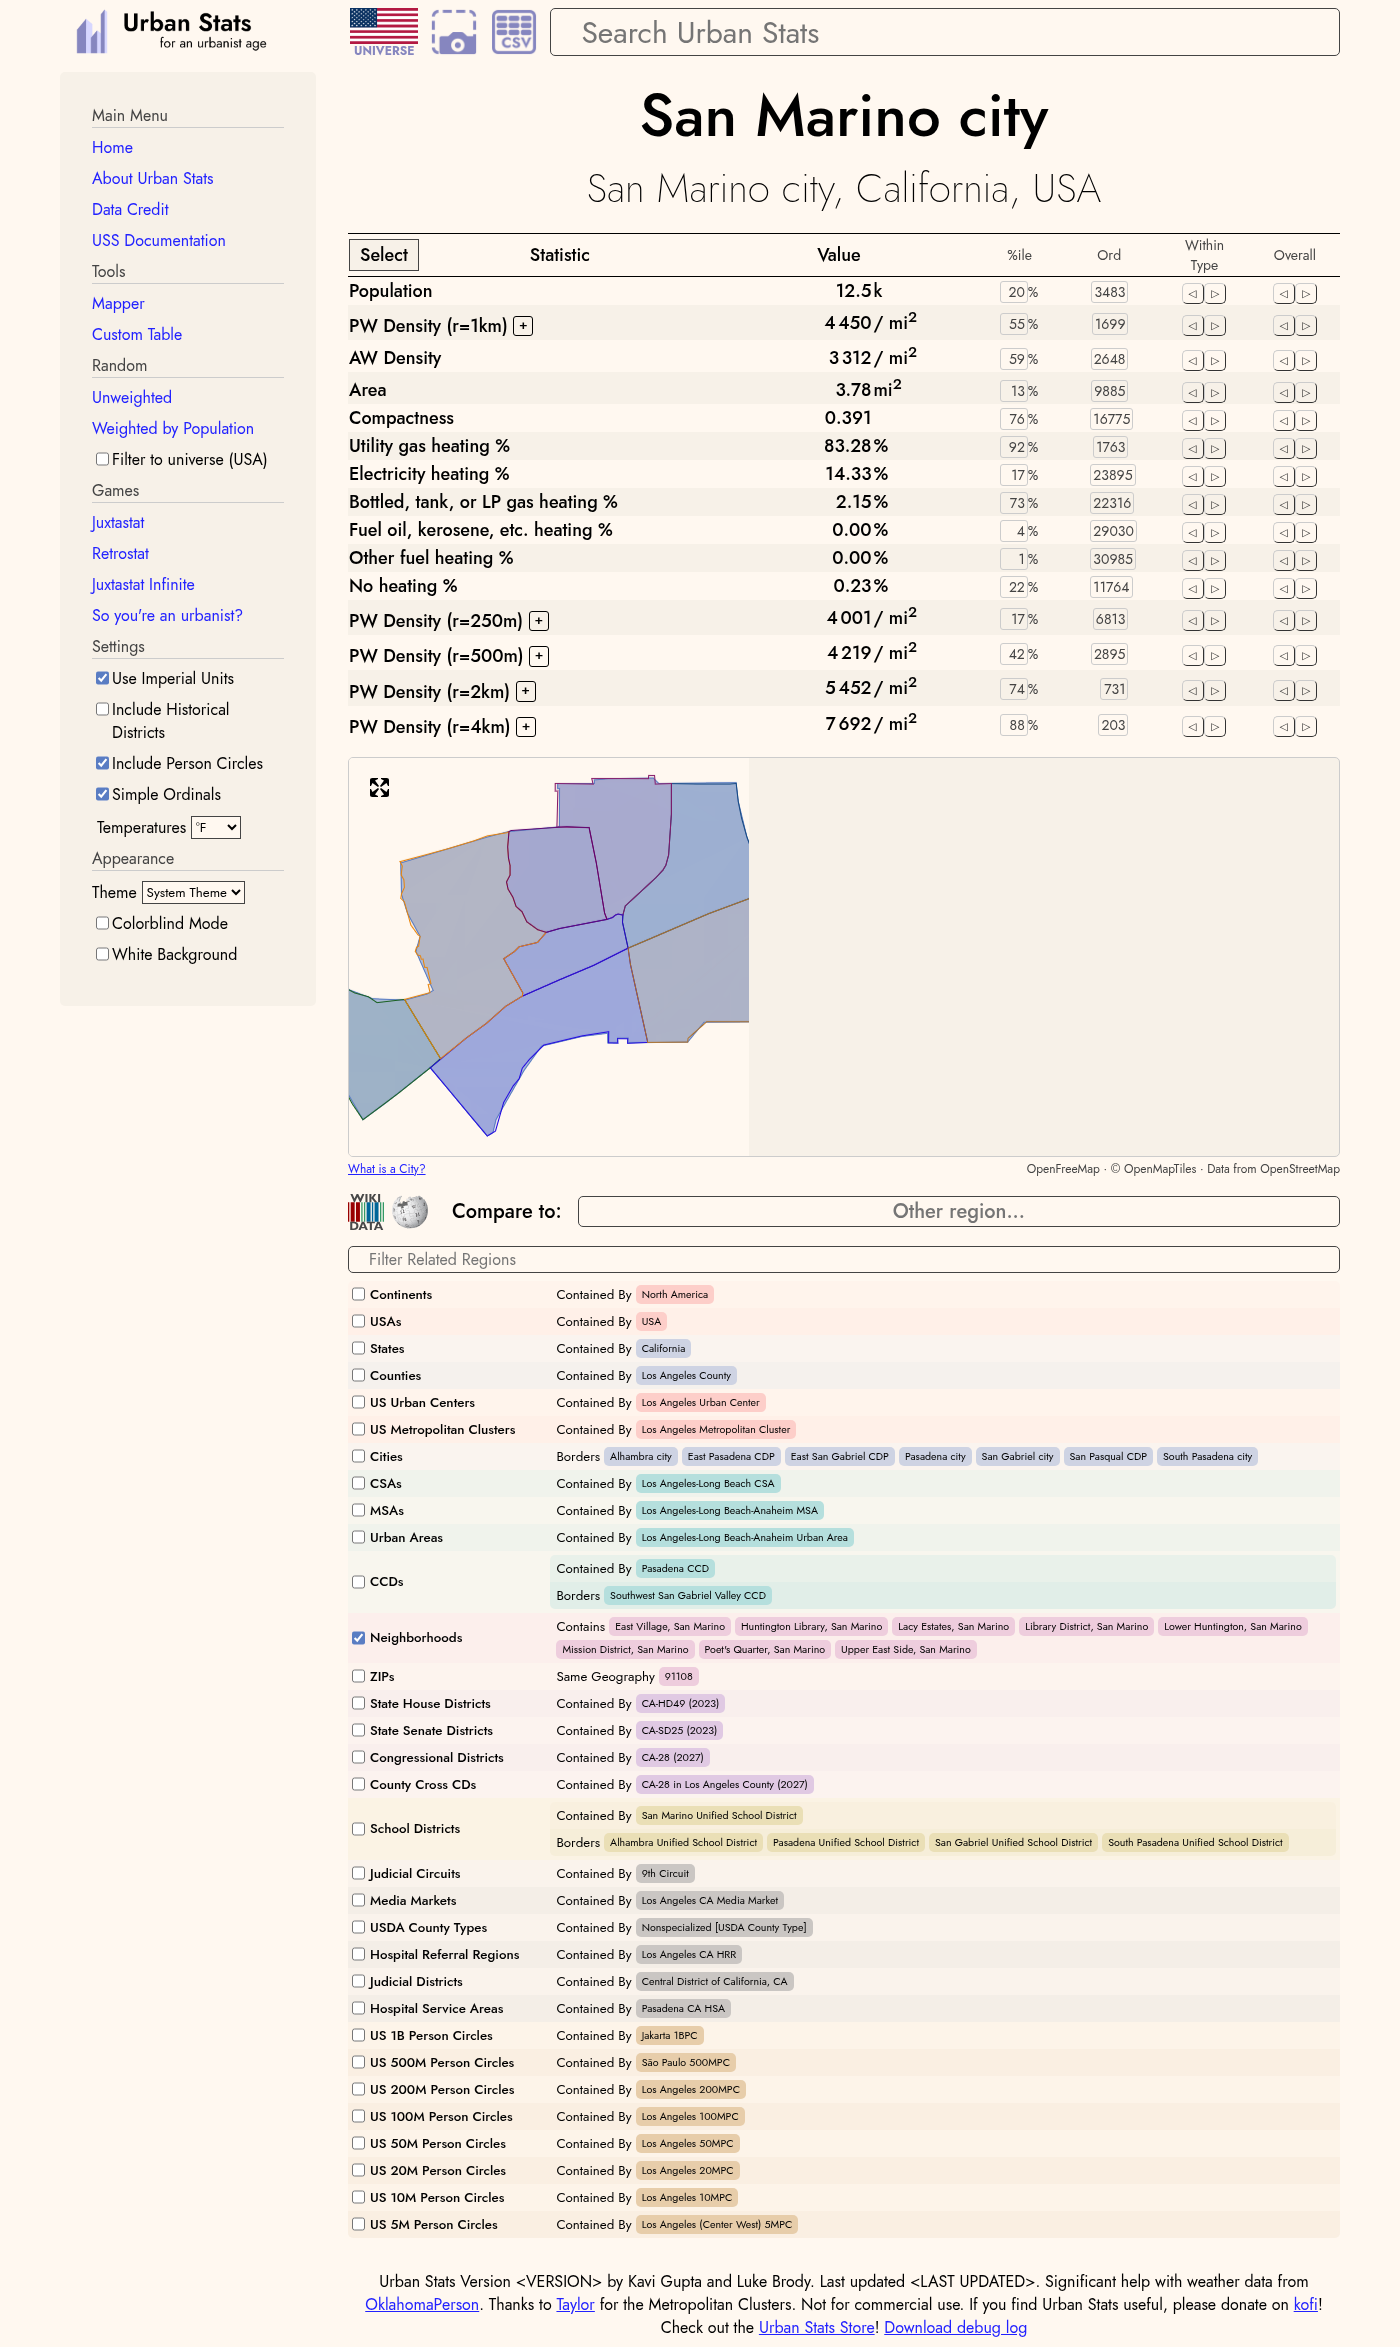 Urban Stats
for an urbanist age
UNIVERSE
CSV
Search Urban Stats
Main Menu
Home
About Urban Stats
Data Credit
USS Documentation
Tools
Mapper
Custom Table
Random
Unweighted
Weighted by Population
Filter to universe (USA)
Games
Juxtastat
Retrostat
Juxtastat Infinite
So you're an urbanist?
Settings
Use Imperial Units
Include Historical
Districts
Include Person Circles
Simple Ordinals
Temperatures °F
Appearance
Theme System Theme
Colorblind Mode
White Background
San Marino city
San Marino city, California, USA
Select Statistic Value %ile Ord Within Type Overall
Population 12.5 k 20 % 3483
PW Density (r=1km) + 4 450 / mi² 55 % 1699
AW Density 3 312 / mi² 59 % 2648
Area 3.78 mi² 13 % 9885
Compactness 0.391 76 % 16775
Utility gas heating % 83.28 % 92 % 1763
Electricity heating % 14.33 % 17 % 23895
Bottled, tank, or LP gas heating % 2.15 % 73 % 22316
Fuel oil, kerosene, etc. heating % 0.00 % 4 % 29030
Other fuel heating % 0.00 % 1 % 30985
No heating % 0.23 % 22 % 11764
PW Density (r=250m) + 4 001 / mi² 17 % 6813
PW Density (r=500m) + 4 219 / mi² 42 % 2895
PW Density (r=2km) + 5 452 / mi² 74 % 731
PW Density (r=4km) + 7 692 / mi² 88 % 203
What is a City? OpenFreeMap · © OpenMapTiles · Data from OpenStreetMap
WIKI
DATA
Compare to: Other region...
Filter Related Regions
Continents Contained By North America
USAs Contained By USA
States Contained By California
Counties Contained By Los Angeles County
US Urban Centers Contained By Los Angeles Urban Center
US Metropolitan Clusters Contained By Los Angeles Metropolitan Cluster
Cities Borders Alhambra city East Pasadena CDP East San Gabriel CDP Pasadena city San Gabriel city San Pasqual CDP South Pasadena city
CSAs Contained By Los Angeles-Long Beach CSA
MSAs Contained By Los Angeles-Long Beach-Anaheim MSA
Urban Areas Contained By Los Angeles-Long Beach-Anaheim Urban Area
CCDs Contained By Pasadena CCD
Borders Southwest San Gabriel Valley CCD
Neighborhoods Contains East Village, San Marino Huntington Library, San Marino Lacy Estates, San Marino Library District, San Marino Lower Huntington, San Marino
Mission District, San Marino Poet's Quarter, San Marino Upper East Side, San Marino
ZIPs Same Geography 91108
State House Districts Contained By CA-HD49 (2023)
State Senate Districts Contained By CA-SD25 (2023)
Congressional Districts Contained By CA-28 (2027)
County Cross CDs Contained By CA-28 in Los Angeles County (2027)
School Districts Contained By San Marino Unified School District
Borders Alhambra Unified School District Pasadena Unified School District San Gabriel Unified School District South Pasadena Unified School District
Judicial Circuits Contained By 9th Circuit
Media Markets Contained By Los Angeles CA Media Market
USDA County Types Contained By Nonspecialized [USDA County Type]
Hospital Referral Regions Contained By Los Angeles CA HRR
Judicial Districts Contained By Central District of California, CA
Hospital Service Areas Contained By Pasadena CA HSA
US 1B Person Circles Contained By Jakarta 1BPC
US 500M Person Circles Contained By São Paulo 500MPC
US 200M Person Circles Contained By Los Angeles 200MPC
US 100M Person Circles Contained By Los Angeles 100MPC
US 50M Person Circles Contained By Los Angeles 50MPC
US 20M Person Circles Contained By Los Angeles 20MPC
US 10M Person Circles Contained By Los Angeles 10MPC
US 5M Person Circles Contained By Los Angeles (Center West) 5MPC
Urban Stats Version <VERSION> by Kavi Gupta and Luke Brody. Last updated <LAST UPDATED>. Significant help with weather data from
OklahomaPerson. Thanks to Taylor for the Metropolitan Clusters. Not for commercial use. If you find Urban Stats useful, please donate on kofi!
Check out the Urban Stats Store! Download debug log